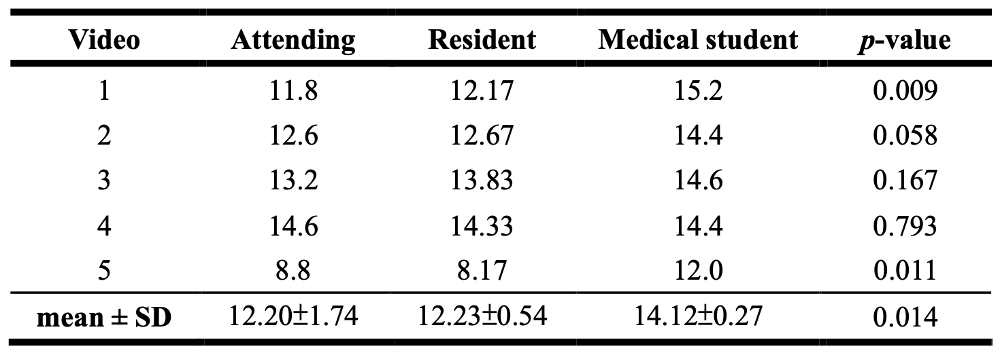 Video Attending Resident Medical student p-value
1 11.8 12.17 15.2 0.009
2 12.6 12.67 14.4 0.058
3 13.2 13.83 14.6 0.167
4 14.6 14.33 14.4 0.793
5 8.8 8.17 12.0 0.011
mean ± SD 12.20±1.74 12.23±0.54 14.12±0.27 0.014